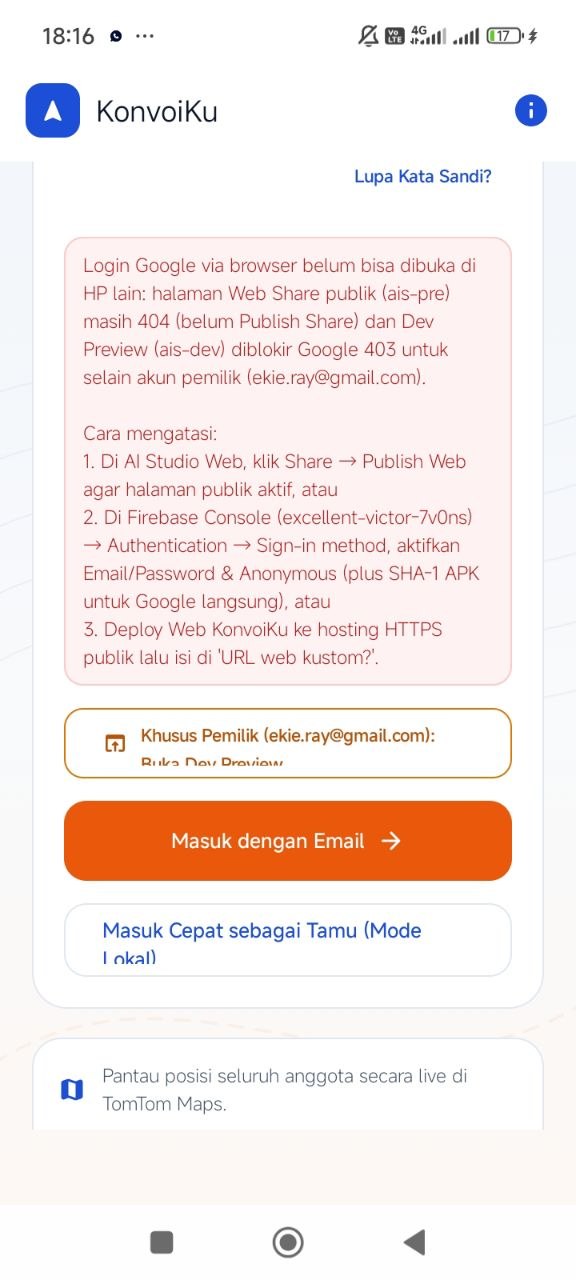 18:16
Vo LTE 4G 17
KonvoiKu
Lupa Kata Sandi?
Login Google via browser belum bisa dibuka di
HP lain: halaman Web Share publik (ais-pre)
masih 404 (belum Publish Share) dan Dev
Preview (ais-dev) diblokir Google 403 untuk
selain akun pemilik (ekie.ray@gmail.com).
Cara mengatasi:
1. Di AI Studio Web, klik Share → Publish Web
agar halaman publik aktif, atau
2. Di Firebase Console (excellent-victor-7v0ns)
→ Authentication → Sign-in method, aktifkan
Email/Password & Anonymous (plus SHA-1 APK
untuk Google langsung), atau
3. Deploy Web KonvoiKu ke hosting HTTPS
publik lalu isi di 'URL web kustom?'.
Khusus Pemilik (ekie.ray@gmail.com):
Buka Dev Preview
Masuk dengan Email →
Masuk Cepat sebagai Tamu (Mode
Lokal)
Pantau posisi seluruh anggota secara live di
TomTom Maps.